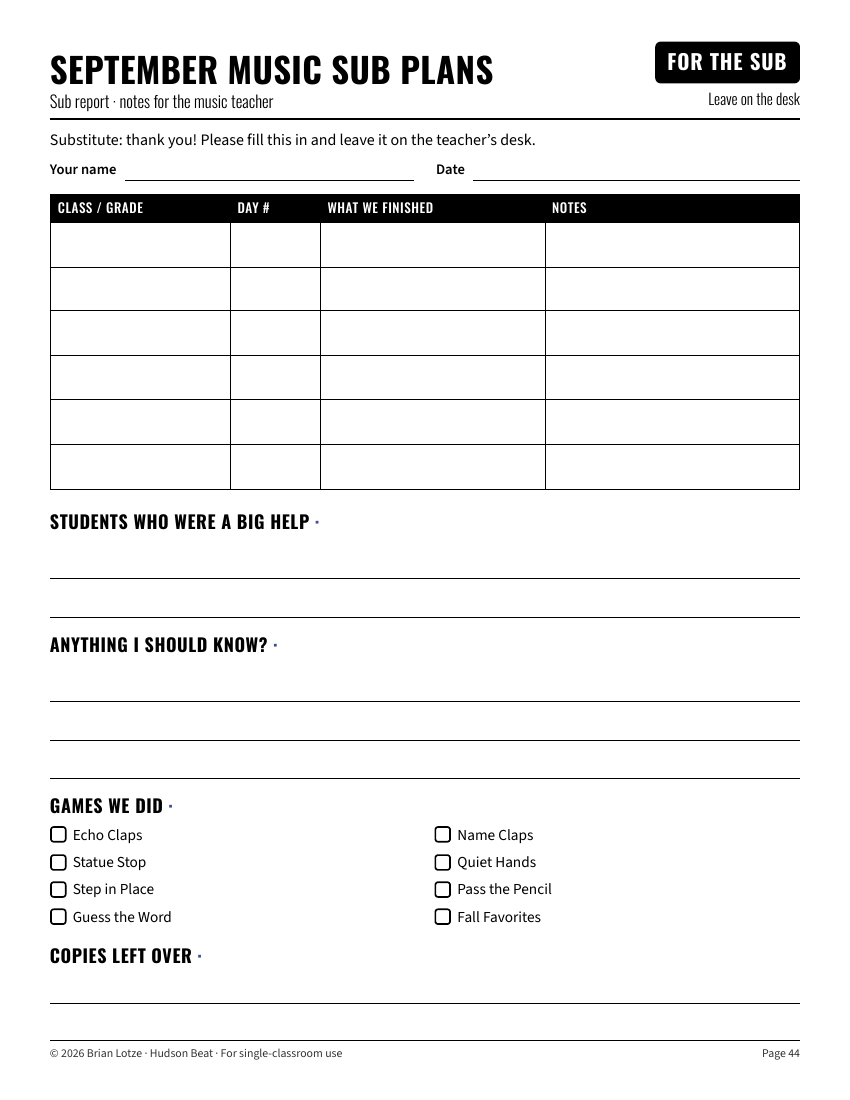 SEPTEMBER MUSIC SUB PLANS
FOR THE SUB
Sub report · notes for the music teacher
Leave on the desk
Substitute: thank you! Please fill this in and leave it on the teacher’s desk.
Your name
Date
CLASS / GRADE DAY # WHAT WE FINISHED NOTES
STUDENTS WHO WERE A BIG HELP ·
ANYTHING I SHOULD KNOW? ·
GAMES WE DID ·
Echo Claps
Name Claps
Statue Stop
Quiet Hands
Step in Place
Pass the Pencil
Guess the Word
Fall Favorites
COPIES LEFT OVER ·
© 2026 Brian Lotze · Hudson Beat · For single-classroom use
Page 44